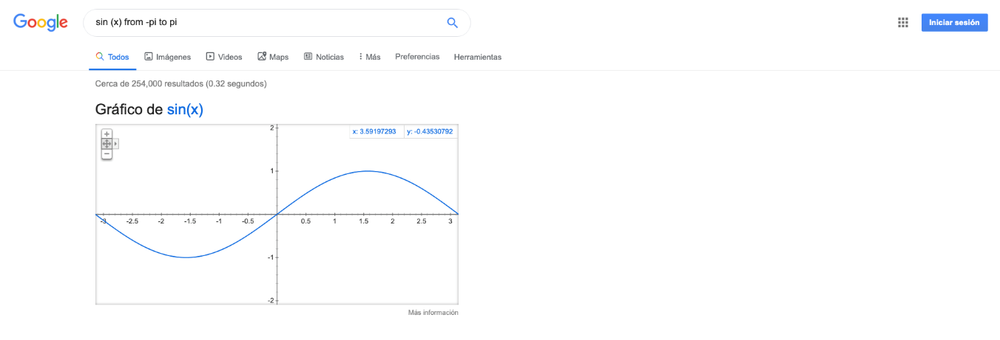 Google
sin (x) from -pi to pi
Iniciar sesión
Todos Imágenes Videos Maps Noticias Más Preferencias Herramientas
Cerca de 254,000 resultados (0.32 segundos)
Gráfico de sin(x)
x: 3.59197293 y: -0.43530792
2
1
-3 -2.5 -2 -1.5 -1 -0.5 0.5 1 1.5 2 2.5 3
-1
-2
Más información